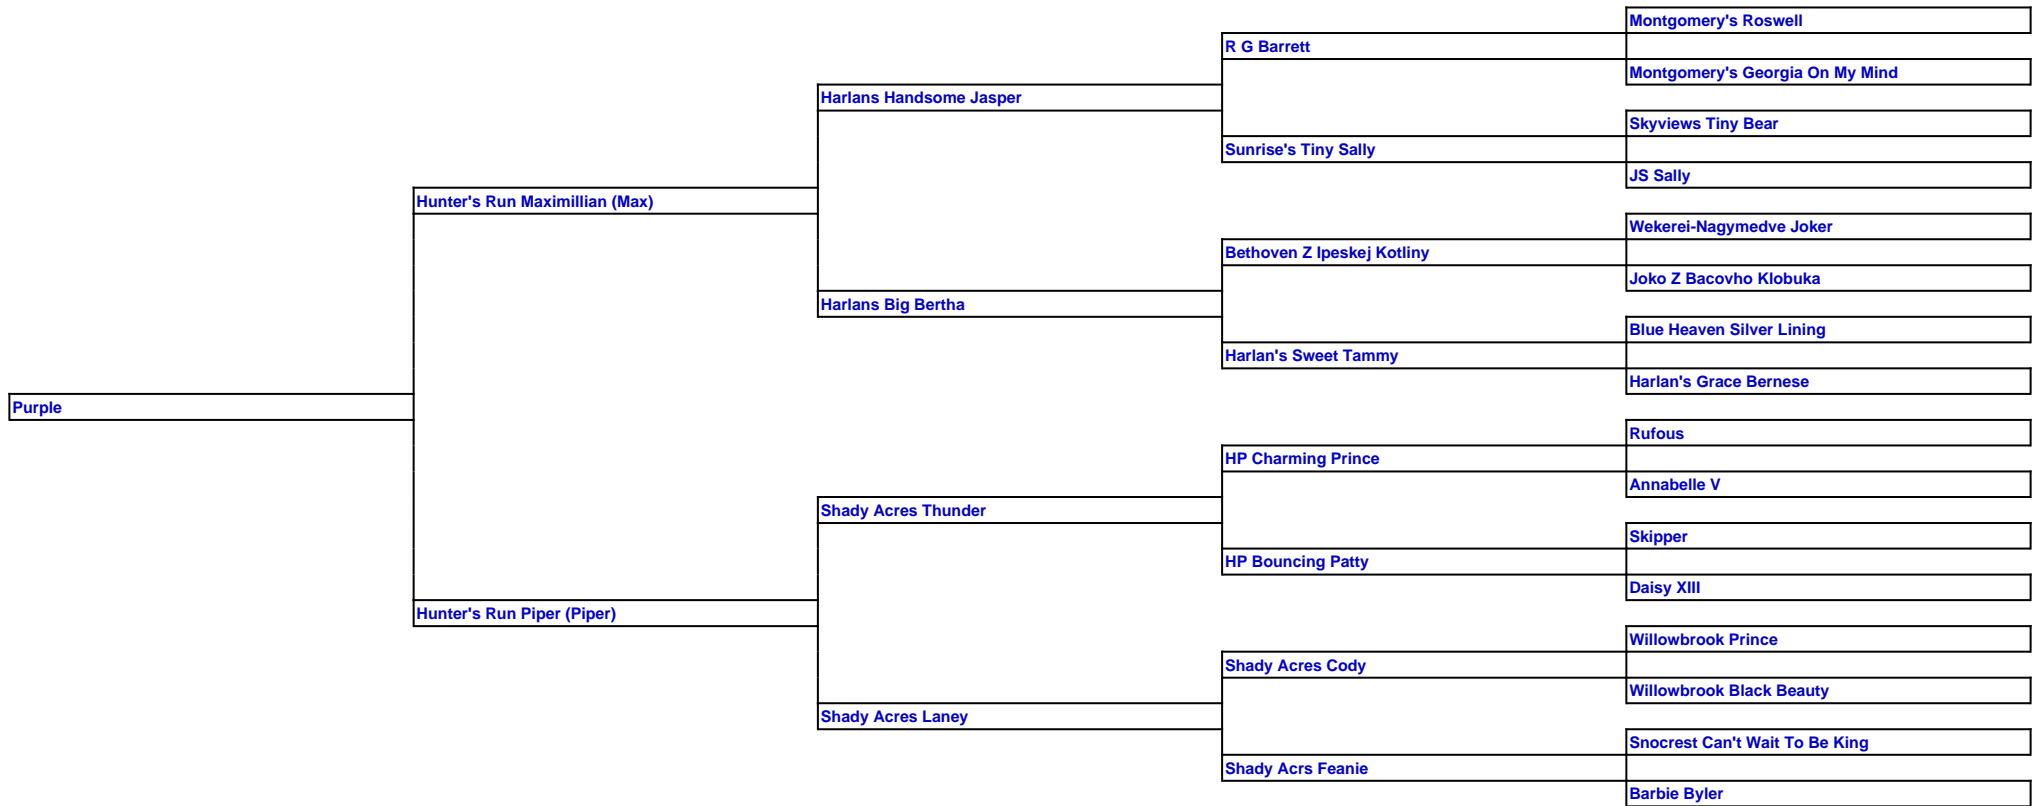 Montgomery's Roswell
R G Barrett
Montgomery's Georgia On My Mind
Harlans Handsome Jasper
Skyviews Tiny Bear
Sunrise's Tiny Sally
JS Sally
Hunter's Run Maximillian (Max)
Wekerei-Nagymedve Joker
Bethoven Z Ipeskej Kotliny
Joko Z Bacovho Klobuka
Harlans Big Bertha
Blue Heaven Silver Lining
Harlan's Sweet Tammy
Harlan's Grace Bernese
Purple
Rufous
HP Charming Prince
Annabelle V
Shady Acres Thunder
Skipper
HP Bouncing Patty
Daisy XIII
Hunter's Run Piper (Piper)
Willowbrook Prince
Shady Acres Cody
Willowbrook Black Beauty
Shady Acres Laney
Snocrest Can't Wait To Be King
Shady Acrs Feanie
Barbie Byler